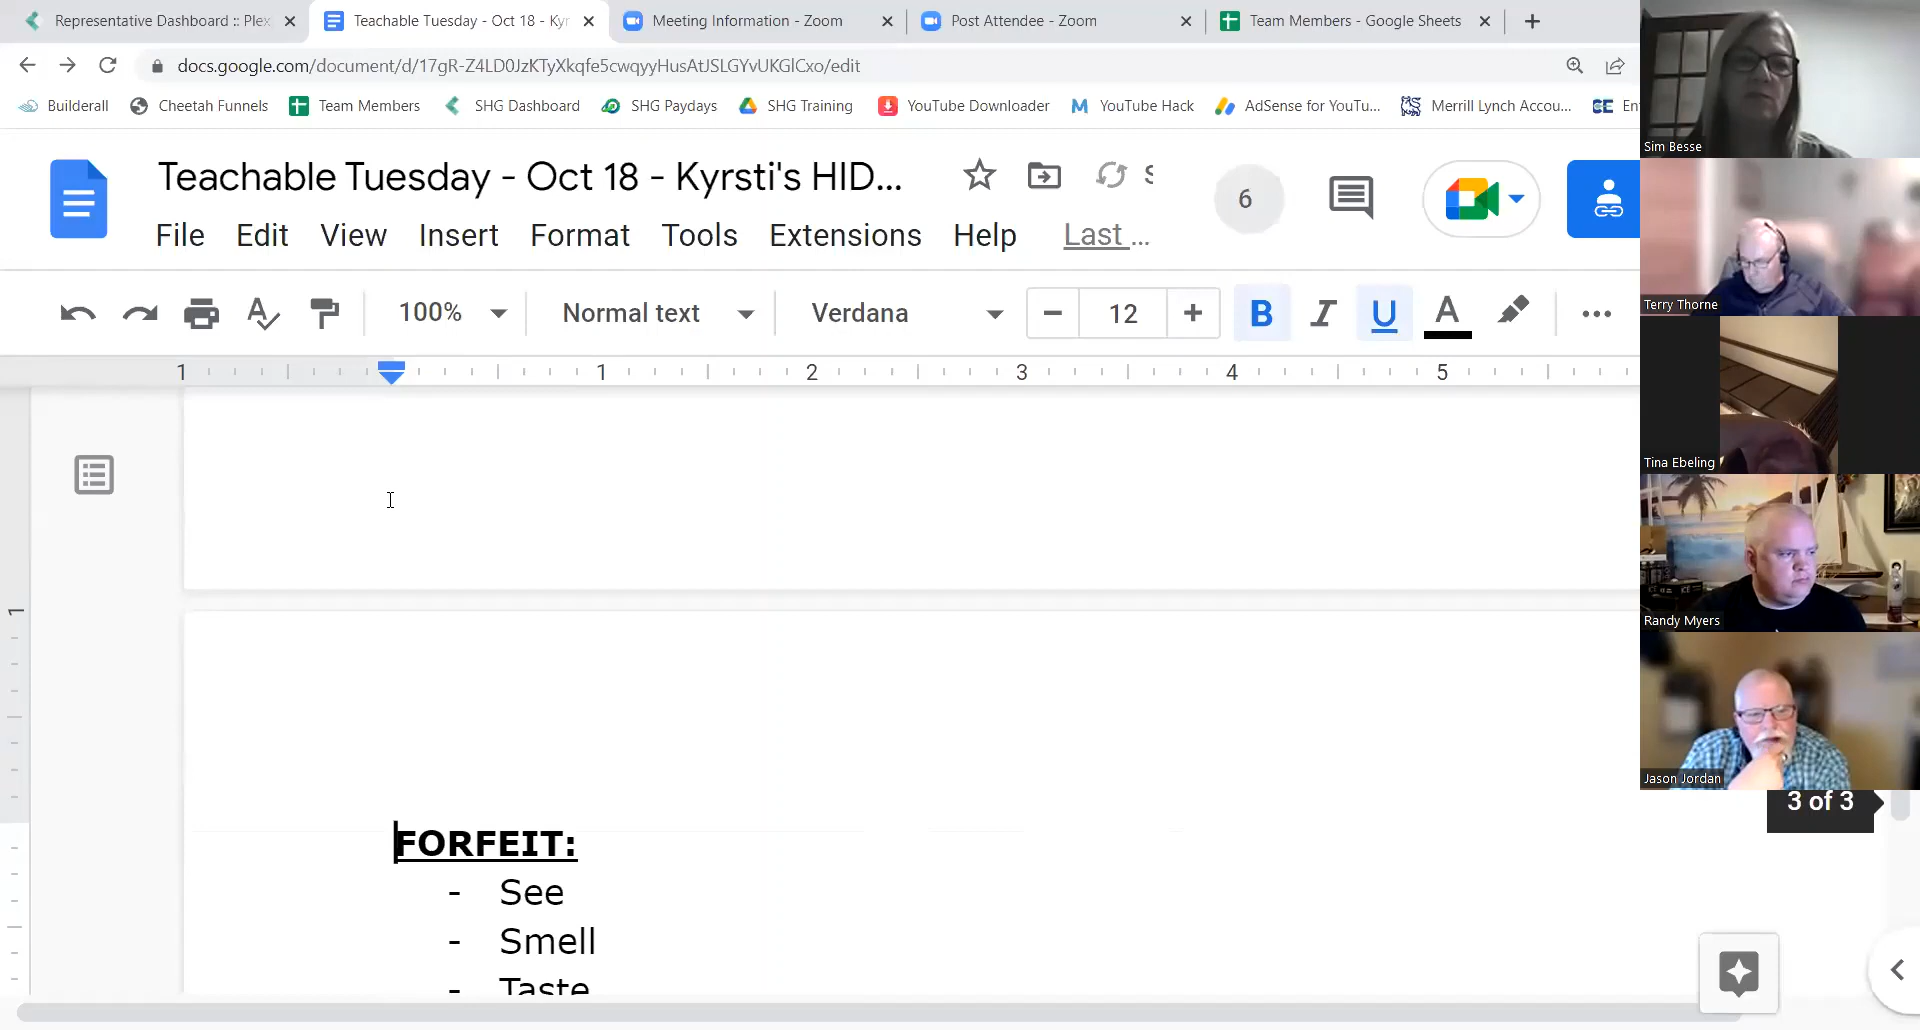 Representative Dashboard :: Plex
Teachable Tuesday - Oct 18 - Kyr
Meeting Information - Zoom
Post Attendee - Zoom
Team Members - Google Sheets
docs.google.com/document/d/17gR-Z4LD0JzKTyXkqfe5cwqyyHusAtJSLGYvUKGlCxo/edit
Builderall
Cheetah Funnels
Team Members
SHG Dashboard
SHG Paydays
SHG Training
YouTube Downloader
M YouTube Hack
AdSense for YouTu...
Merrill Lynch Accou...
CE En
Teachable Tuesday - Oct 18 - Kyrsti's HID...
S
6
File Edit View Insert Format Tools Extensions Help Last ...
100% Normal text Verdana − 12 + B I U A
1 1 2 3 4 5
1
FORFEIT:
- See
- Smell
- Taste
Sim Besse
Terry Thorne
Tina Ebeling
Randy Myers
Jason Jordan
3 of 3